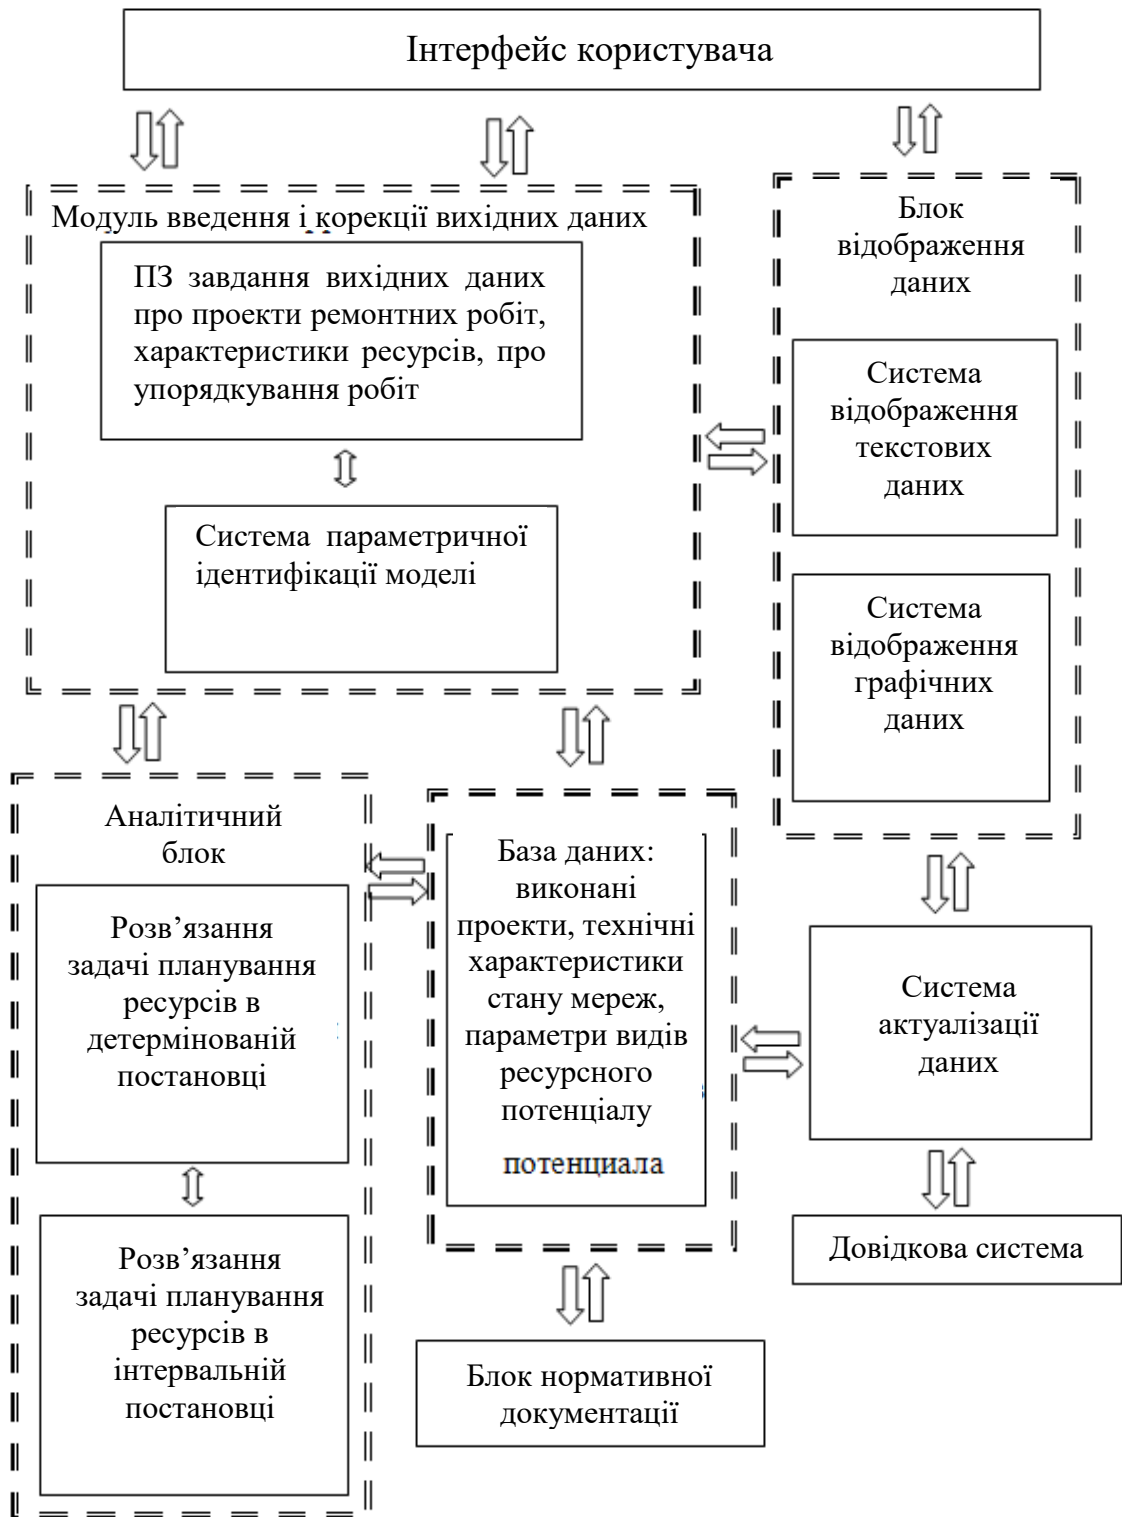 Інтерфейс користувача
Модуль введення і корекції вихідних даних
ПЗ завдання вихідних даних
про проекти ремонтних робіт,
характеристики ресурсів, про
упорядкування робіт
Система параметричної
ідентифікації моделі
Блок
відображення
даних
Система
відображення
текстових
даних
Система
відображення
графічних
даних
Аналітичний
блок
Розв’язання
задачі планування
ресурсів в
детермінованій
постановці
Розв’язання
задачі планування
ресурсів в
інтервальній
постановці
База даних:
виконані
проекти, технічні
характеристики
стану мереж,
параметри видів
ресурсного
потенціалу
потенциала
Система
актуалізації
даних
Довідкова система
Блок нормативної
документації